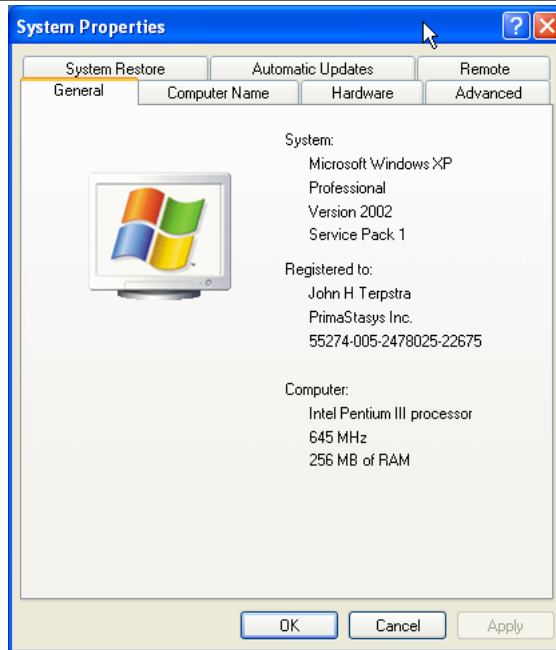 System Properties
System Restore Automatic Updates Remote
General Computer Name Hardware Advanced
System:
Microsoft Windows XP
Professional
Version 2002
Service Pack 1
Registered to:
John H Terpstra
PrimaStasys Inc.
55274-005-2478025-22675
Computer:
Intel Pentium III processor
645 MHz
256 MB of RAM
OK Cancel Apply